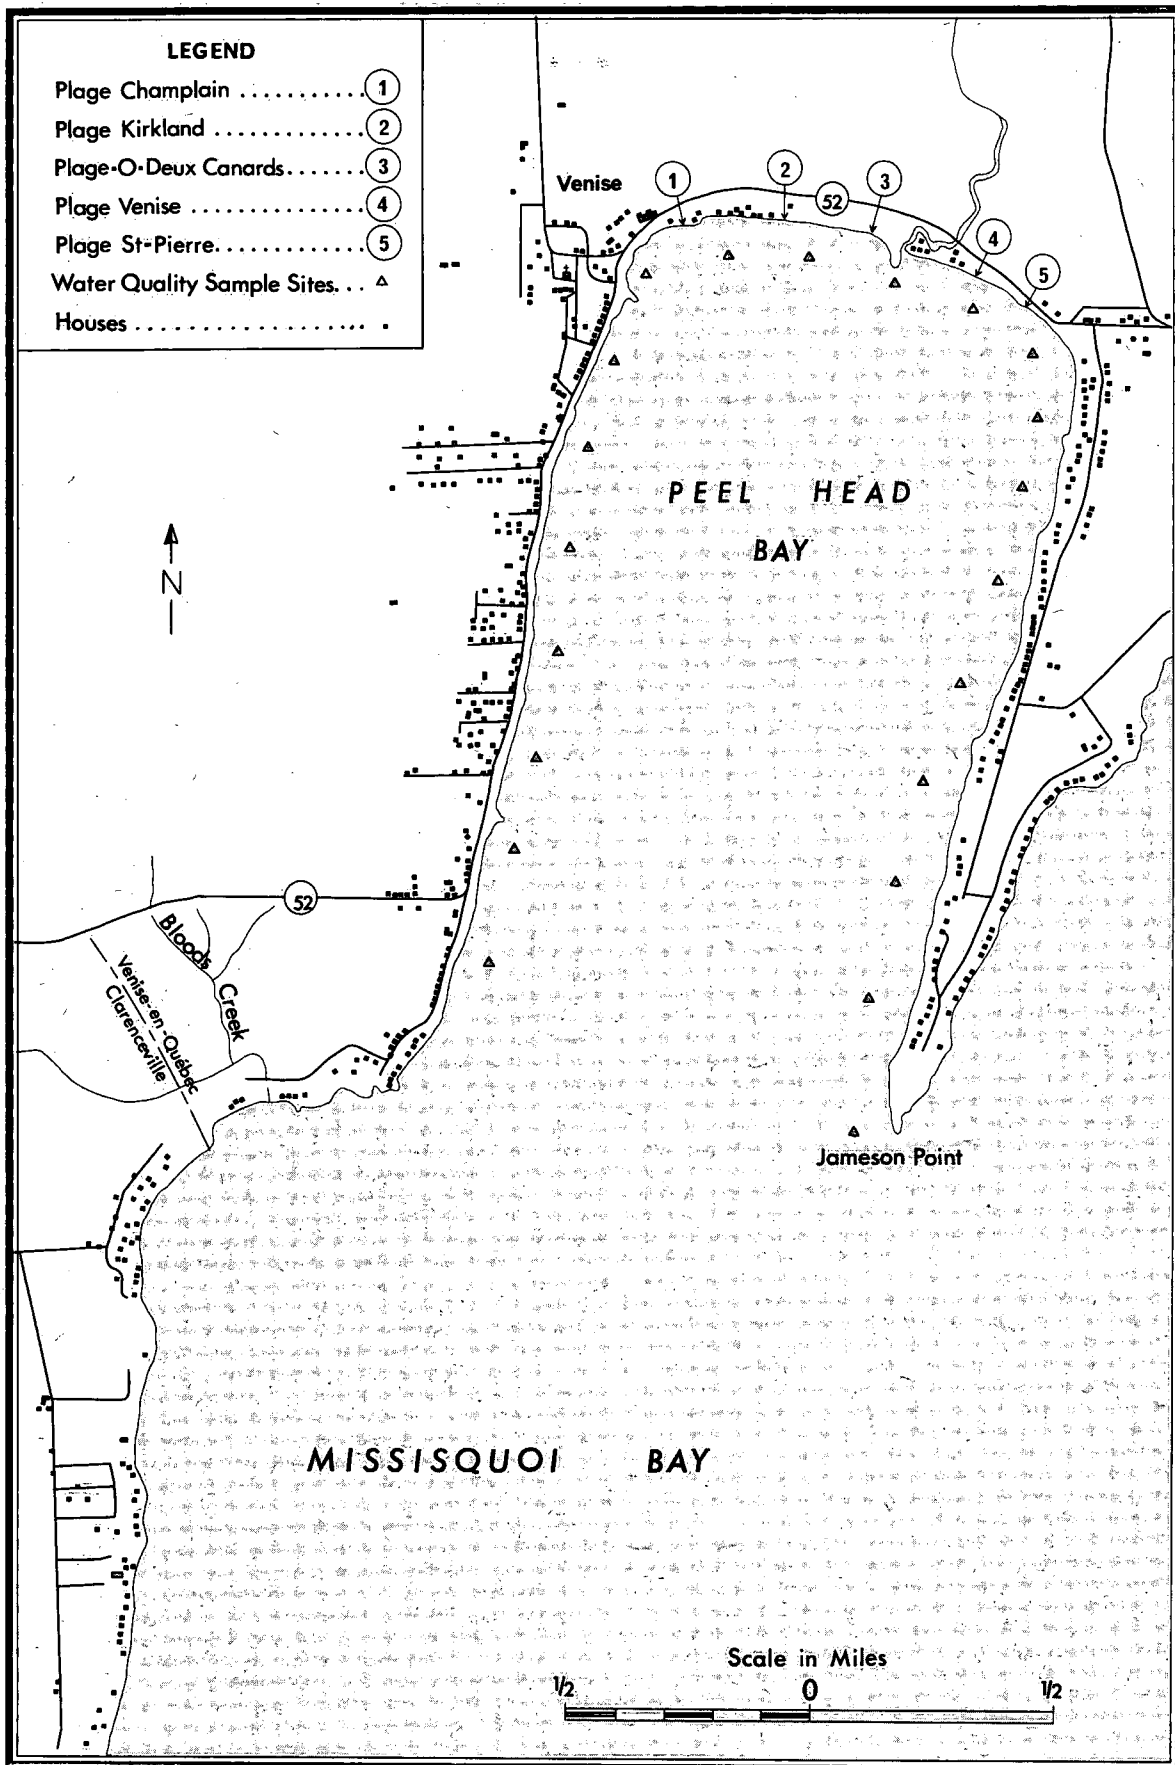 LEGEND
Plage Champlain ........... 1
Plage Kirkland ............. 2
Plage-O-Deux Canards....... 3
Plage Venise .............. 4
Plage St-Pierre............ 5
Water Quality Sample Sites... △
Houses .................. ▪
Venise
1
2
52
3
4
5
PEEL HEAD
BAY
N
52
Bloods
Creek
Venise-en-Québec
Clarenceville
Jameson Point
MISSISQUOI BAY
Scale in Miles
1/2 0 1/2